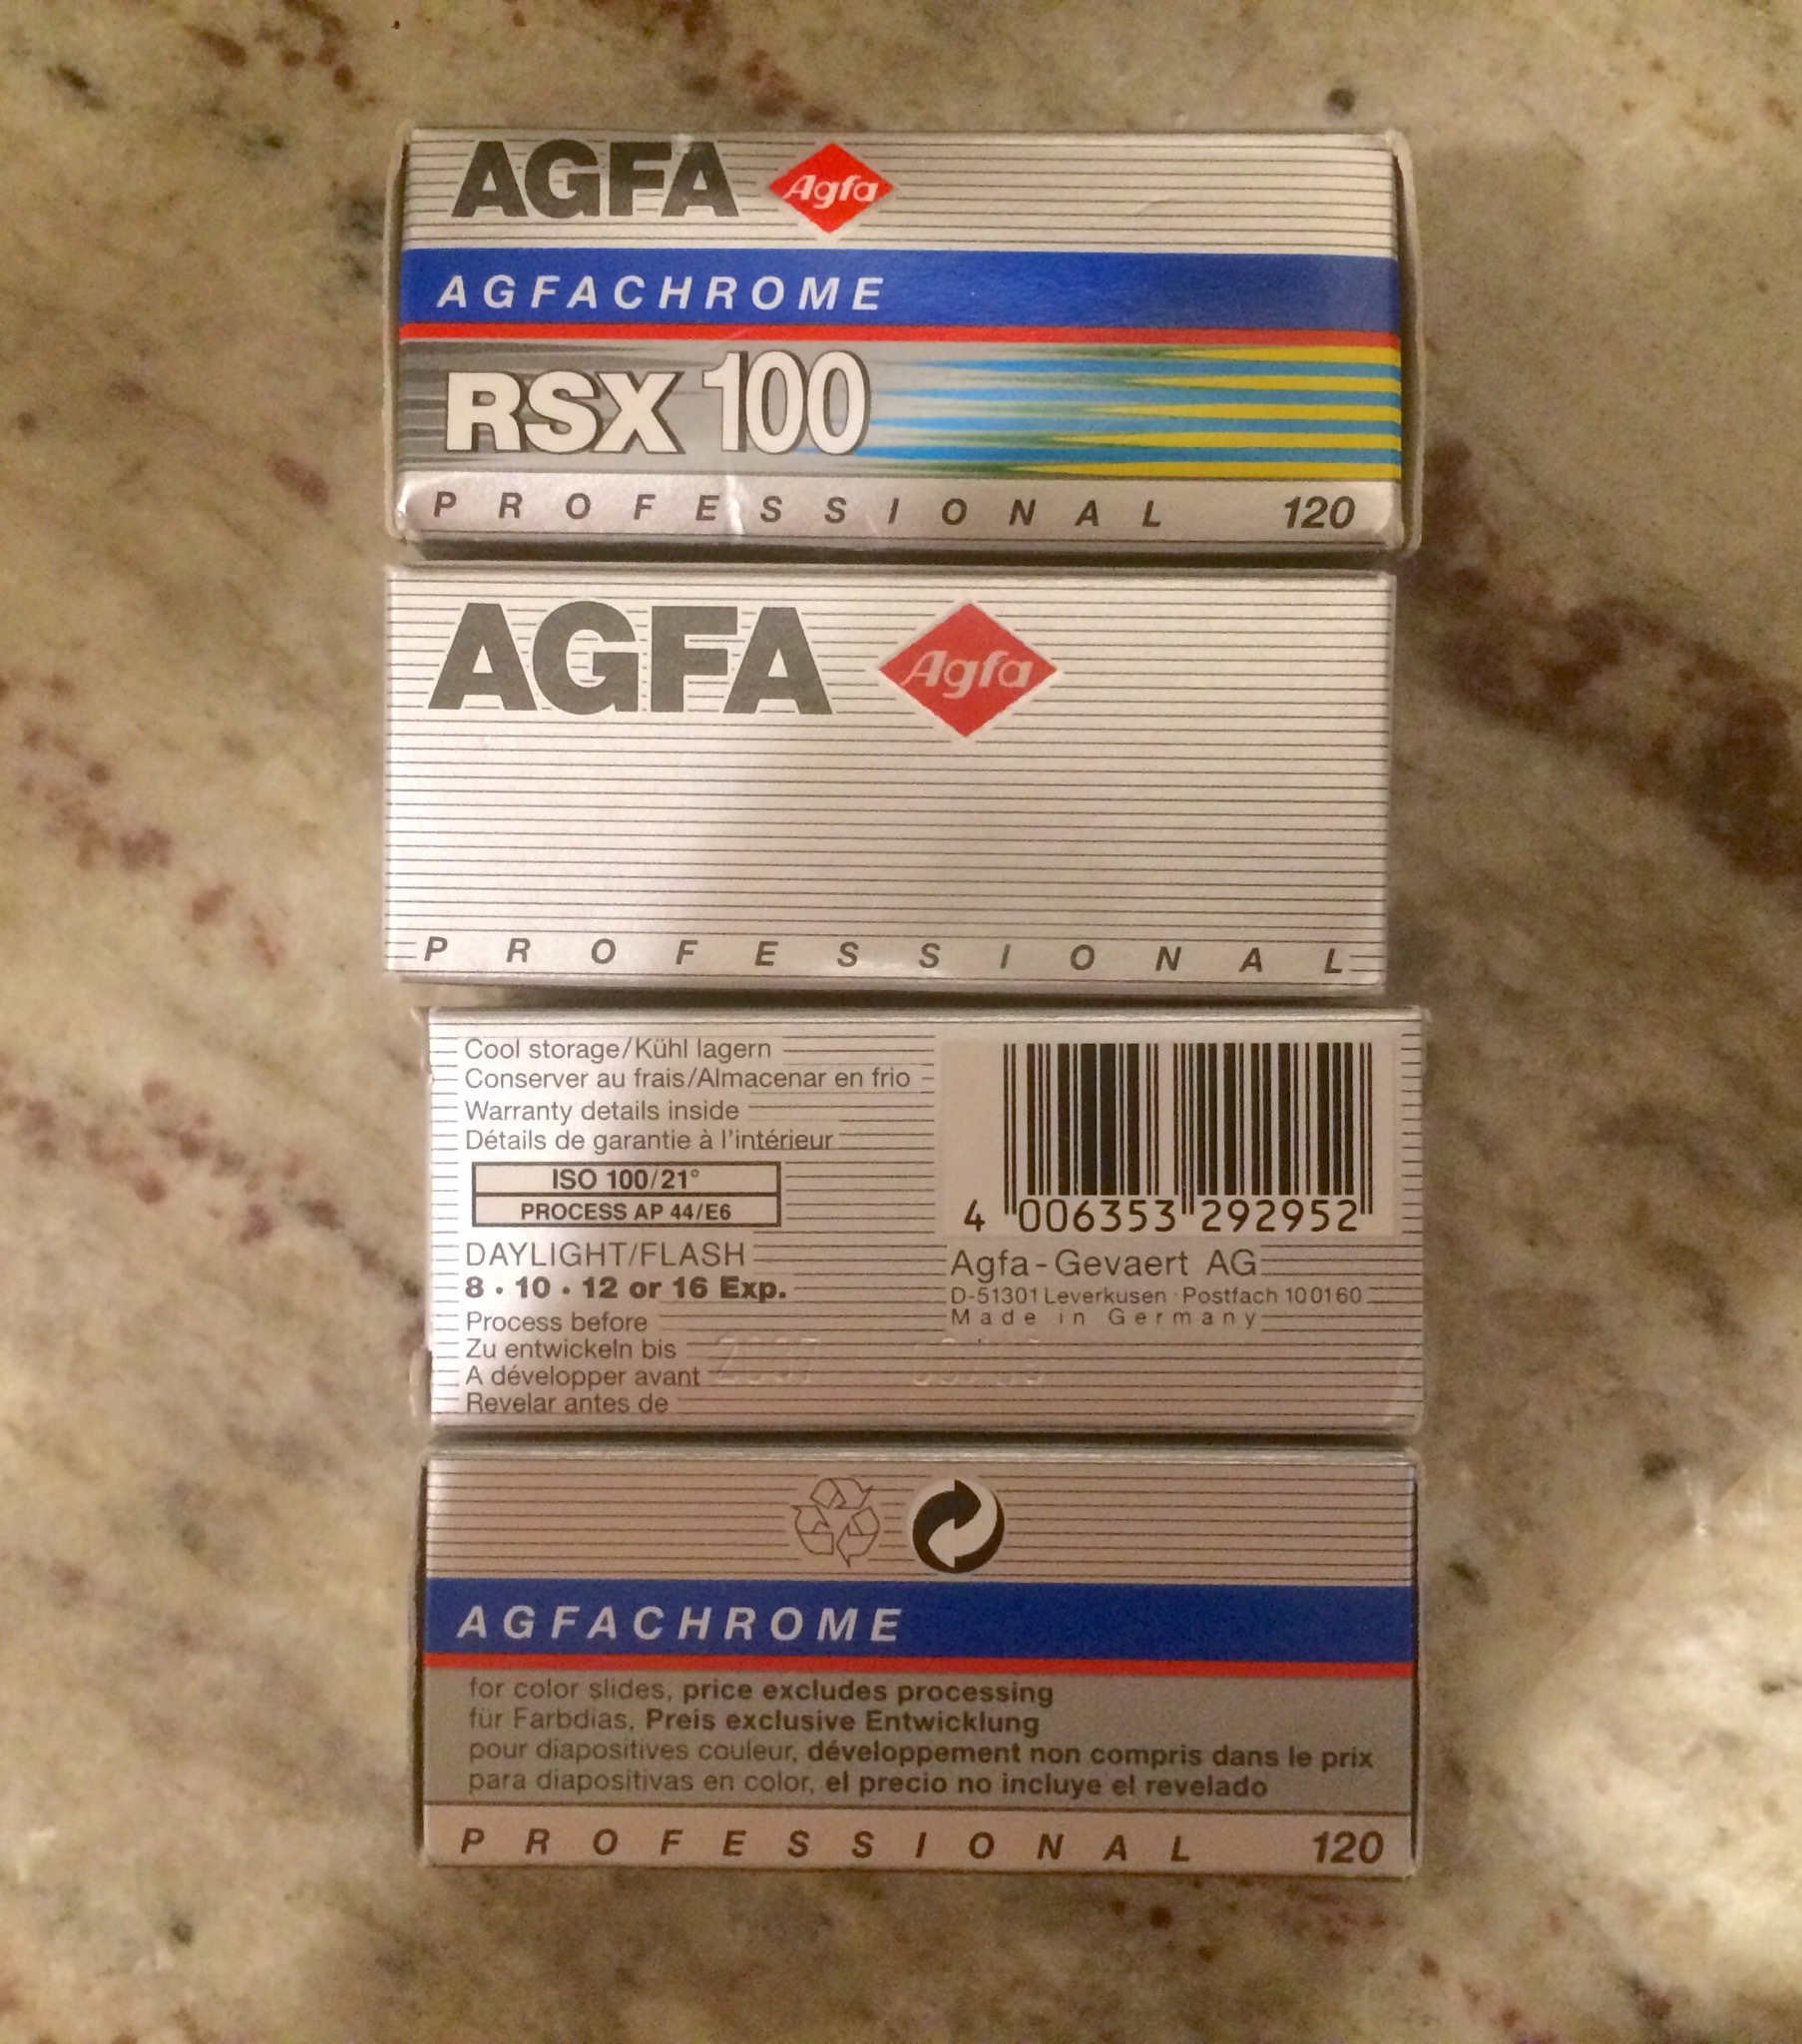 AGFA Agfa
AGFACHROME
RSX 100
PROFESSIONAL 120
AGFA Agfa
PROFESSIONAL
Cool storage/Kühl lagern
Conserver au frais/Almacenar en frio
Warranty details inside
Détails de garantie à l'intérieur
ISO 100/21°
PROCESS AP 44/E6
DAYLIGHT/FLASH
8 • 10 • 12 or 16 Exp.
Process before
Zu entwickeln bis
A développer avant
Revelar antes de
4 006353 292952
Agfa-Gevaert AG
D-51301 Leverkusen · Postfach 100160
Made in Germany
AGFACHROME
for color slides, price excludes processing
für Farbdias, Preis exclusive Entwicklung
pour diapositives couleur, développement non compris dans le prix
para diapositivas en color, el precio no incluye el revelado
PROFESSIONAL 120